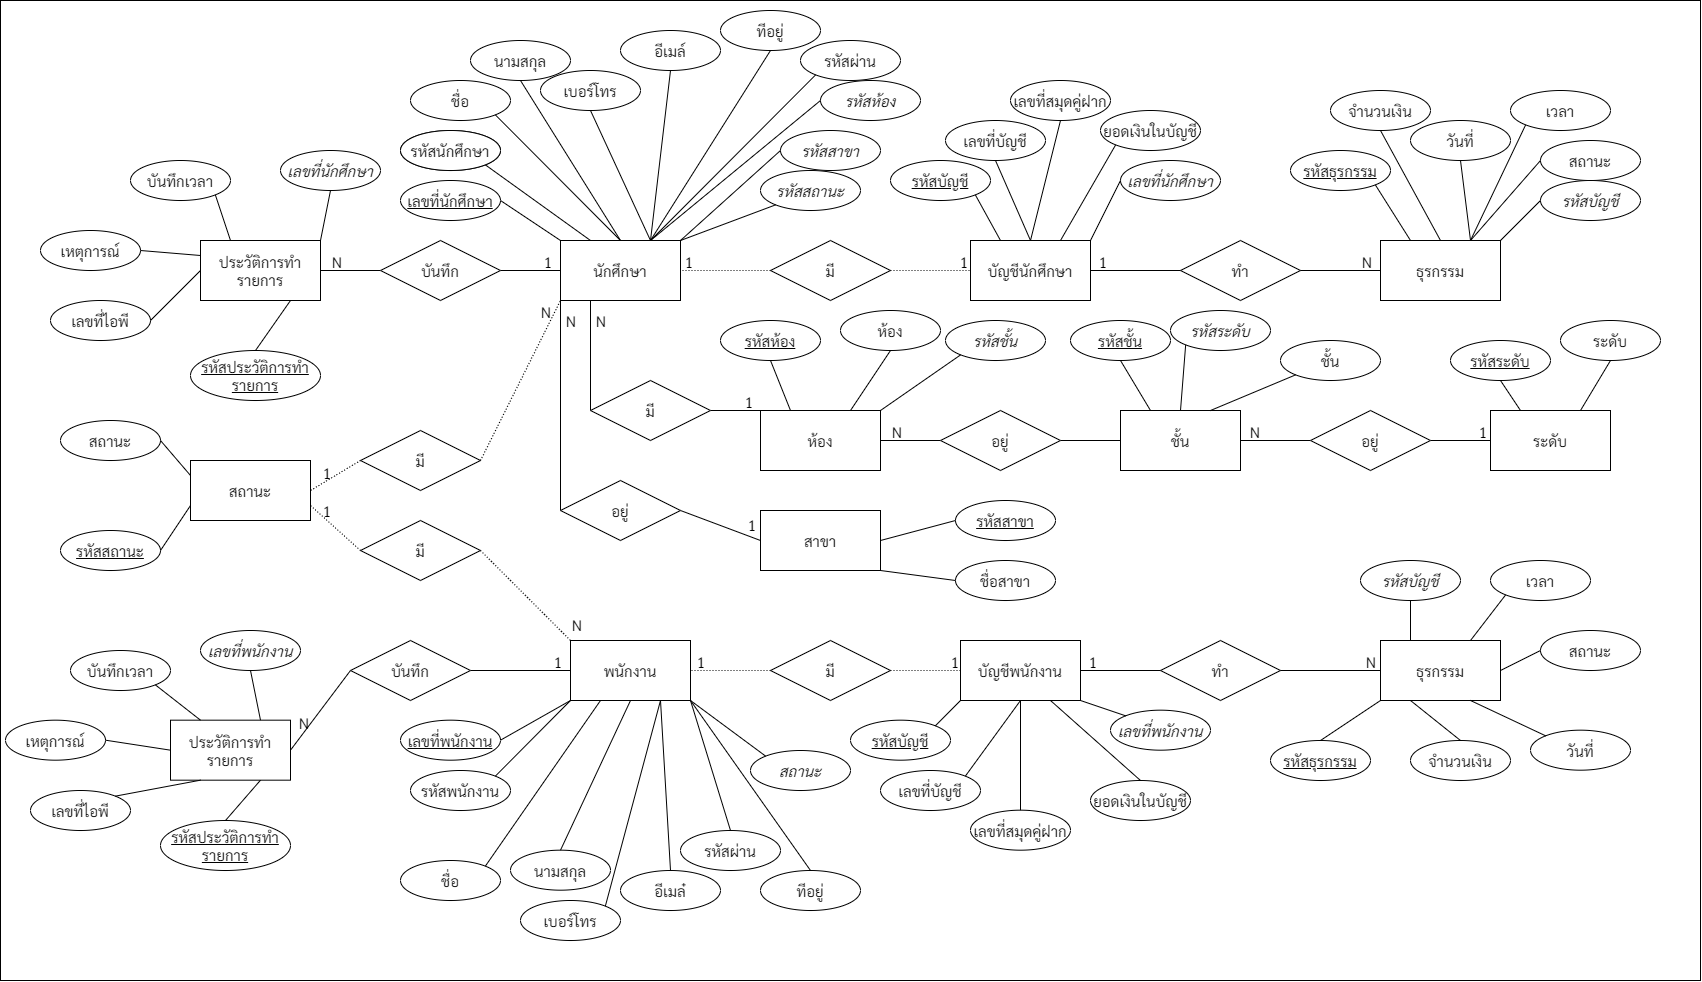 ที่อยู่
นามสกุล
อีเมล์
รหัสผ่าน
เบอร์โทร
ชื่อ
รหัสห้อง
รหัสนักศึกษา
รหัสสาขา
เลขที่นักศึกษา
รหัสสถานะ
เลขที่สมุดคู่ฝาก
เลขที่บัญชี
ยอดเงินในบัญชี
รหัสบัญชี
เลขที่นักศึกษา
จำนวนเงิน
เวลา
วันที่
สถานะ
รหัสธุรกรรม
รหัสบัญชี
บันทึกเวลา
เลขที่นักศึกษา
เหตุการณ์
เลขที่ไอพี
ประวัติการทำ
รายการ
N
บันทึก
1
นักศึกษา
1
มี
1
บัญชีนักศึกษา
1
ทำ
N
ธุรกรรม
รหัสประวัติการทำ
รายการ
N
N
N
รหัสห้อง
ห้อง
รหัสชั้น
รหัสชั้น
รหัสระดับ
ชั้น
รหัสระดับ
ระดับ
มี
1
ห้อง
N
อยู่
ชั้น
N
อยู่
1
ระดับ
สถานะ
สถานะ
รหัสสถานะ
1
มี
1
มี
N
อยู่
1
สาขา
รหัสสาขา
ชื่อสาขา
รหัสบัญชี
เวลา
สถานะ
บันทึกเวลา
เลขที่พนักงาน
เหตุการณ์
เลขที่ไอพี
ประวัติการทำ
รายการ
N
บันทึก
1
พนักงาน
1
มี
1
บัญชีพนักงาน
1
ทำ
N
ธุรกรรม
รหัสประวัติการทำ
รายการ
เลขที่พนักงาน
รหัสพนักงาน
ชื่อ
นามสกุล
เบอร์โทร
อีเมล์
รหัสผ่าน
ที่อยู่
สถานะ
รหัสบัญชี
เลขที่บัญชี
เลขที่สมุดคู่ฝาก
ยอดเงินในบัญชี
เลขที่พนักงาน
รหัสธุรกรรม
จำนวนเงิน
วันที่